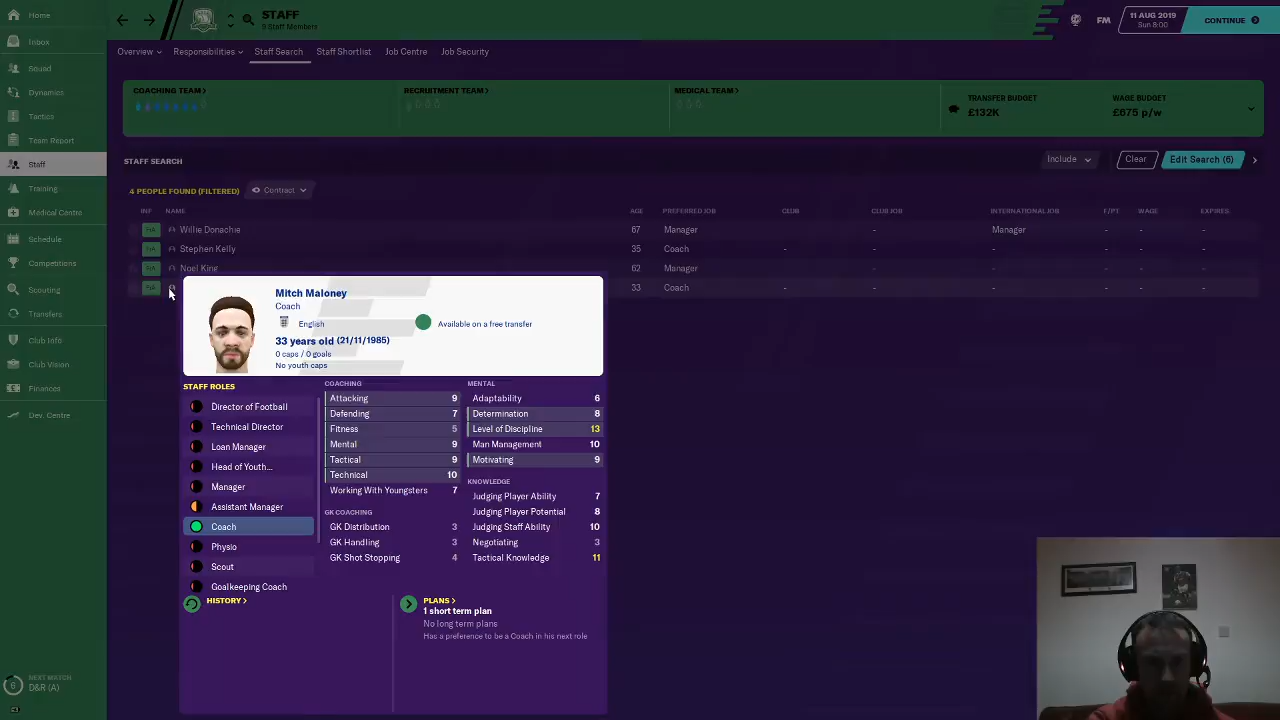 Home
STAFF
5 Staff Members
FM
11 AUG 2019
Sun 8:00
CONTINUE
Inbox
Overview
Responsibilities
Staff Search
Staff Shortlist
Job Centre
Job Security
Squad
Dynamics
Tactics
Team Report
Staff
Training
Medical Centre
Schedule
Competitions
Scouting
Transfers
Club Info
Club Vision
Finances
Dev. Centre
NEXT MATCH
6 D&R (A)
COACHING TEAM >
RECRUITMENT TEAM >
MEDICAL TEAM >
TRANSFER BUDGET
£132K
WAGE BUDGET
£675 p/w
STAFF SEARCH
Include
Clear
Edit Search (6)
4 PEOPLE FOUND (FILTERED)
Contract
INF NAME AGE PREFERRED JOB CLUB CLUB JOB INTERNATIONAL JOB F/PT WAGE EXPIRES
Willie Donachie 67 Manager - Manager - - -
Stephen Kelly 35 Coach - - - - - -
Noel King 62 Manager - - - -
33 Coach - - - - - -
Mitch Maloney
Coach
English
Available on a free transfer
33 years old (21/11/1985)
0 caps / 0 goals
No youth caps
STAFF ROLES
Director of Football
Technical Director
Loan Manager
Head of Youth...
Manager
Assistant Manager
Coach
Physio
Scout
Goalkeeping Coach
COACHING
Attacking 9
Defending 7
Fitness 5
Mental 9
Tactical 9
Technical 10
Working With Youngsters 7
GK COACHING
GK Distribution 3
GK Handling 3
GK Shot Stopping 4
MENTAL
Adaptability 6
Determination 8
Level of Discipline 13
Man Management 10
Motivating 9
KNOWLEDGE
Judging Player Ability 7
Judging Player Potential 8
Judging Staff Ability 10
Negotiating 3
Tactical Knowledge 11
HISTORY >
PLANS >
1 short term plan
No long term plans
Has a preference to be a Coach in his next role